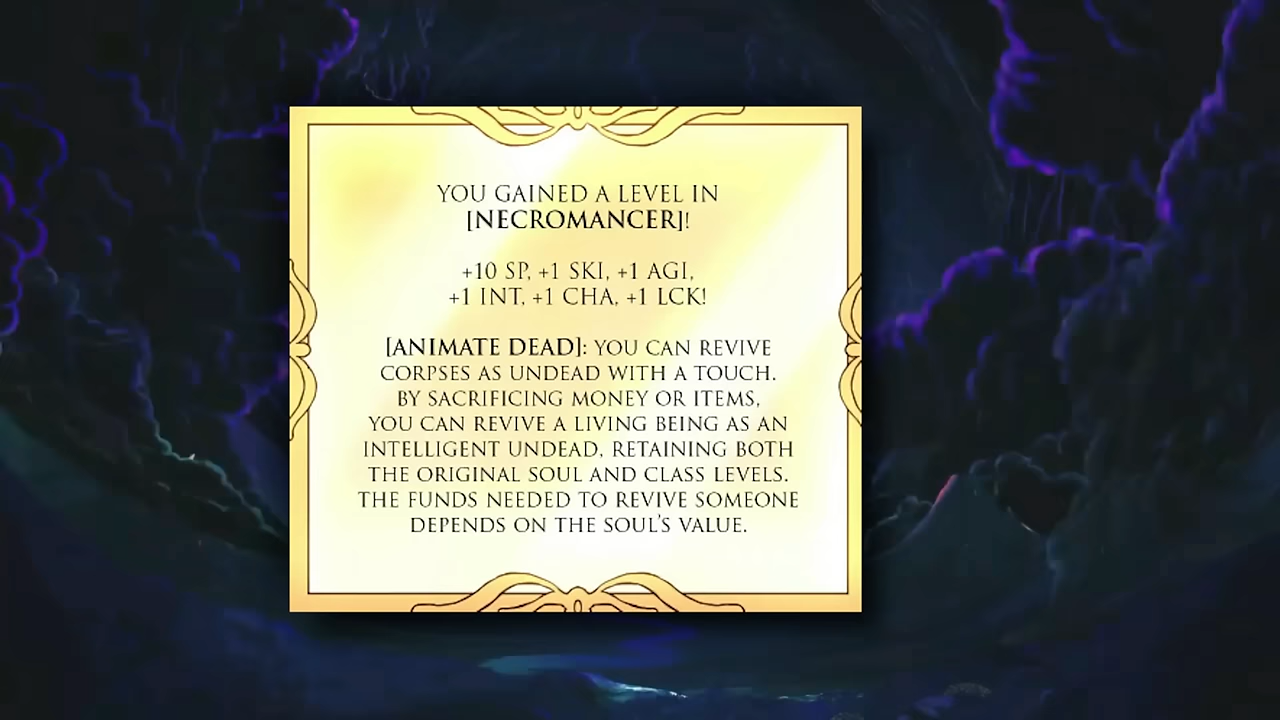 YOU GAINED A LEVEL IN
[NECROMANCER]!
+10 SP, +1 SKI, +1 AGI,
+1 INT, +1 CHA, +1 LCK!
[ANIMATE DEAD]: YOU CAN REVIVE
CORPSES AS UNDEAD WITH A TOUCH.
BY SACRIFICING MONEY OR ITEMS,
YOU CAN REVIVE A LIVING BEING AS AN
INTELLIGENT UNDEAD, RETAINING BOTH
THE ORIGINAL SOUL AND CLASS LEVELS.
THE FUNDS NEEDED TO REVIVE SOMEONE
DEPENDS ON THE SOUL'S VALUE.